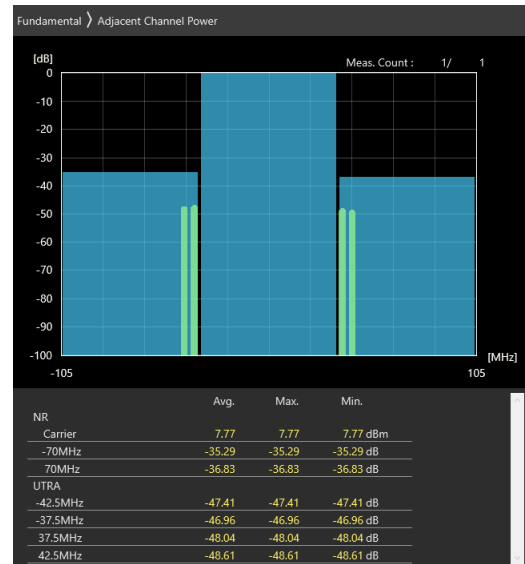 Fundamental 〉 Adjacent Channel Power
[dB]
Meas. Count : 1/ 1
0
-10
-20
-30
-40
-50
-60
-70
-80
-90
-100
[MHz]
-105 105
Avg. Max. Min.
NR
Carrier 7.77 7.77 7.77 dBm
-70MHz -35.29 -35.29 -35.29 dB
70MHz -36.83 -36.83 -36.83 dB
UTRA
-42.5MHz -47.41 -47.41 -47.41 dB
-37.5MHz -46.96 -46.96 -46.96 dB
37.5MHz -48.04 -48.04 -48.04 dB
42.5MHz -48.61 -48.61 -48.61 dB